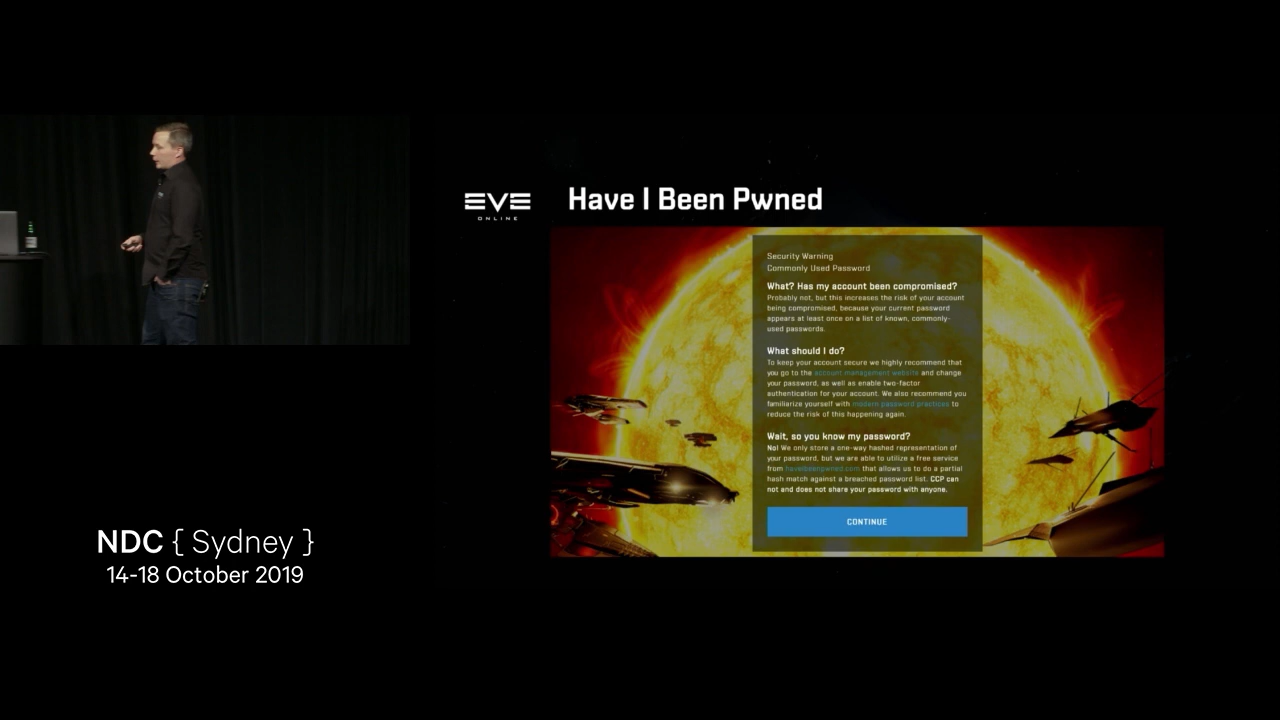 EVE
ONLINE
Have I Been Pwned
Security Warning
Commonly Used Password
What? Has my account been compromised?
Probably not, but this increases the risk of your account
being compromised, because your current password
appears at least once on a list of known, commonly-
used passwords.
What should I do?
To keep your account secure we highly recommend that
you go to the account management website and change
your password, as well as enable two-factor
authentication for your account. We also recommend you
familiarize yourself with modern password practices to
reduce the risk of this happening again.
Wait, so you know my password?
No! We only store a one-way hashed representation of
your password, but we are able to utilize a free service
from haveibeenpwned.com that allows us to do a partial
hash match against a breached password list. CCP can
not and does not share your password with anyone.
CONTINUE
NDC { Sydney }
14-18 October 2019